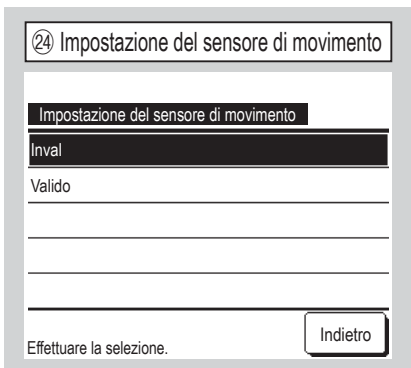 ㉔ Impostazione del sensore di movimento
Impostazione del sensore di movimento
Inval
Valido
Effettuare la selezione.
Indietro